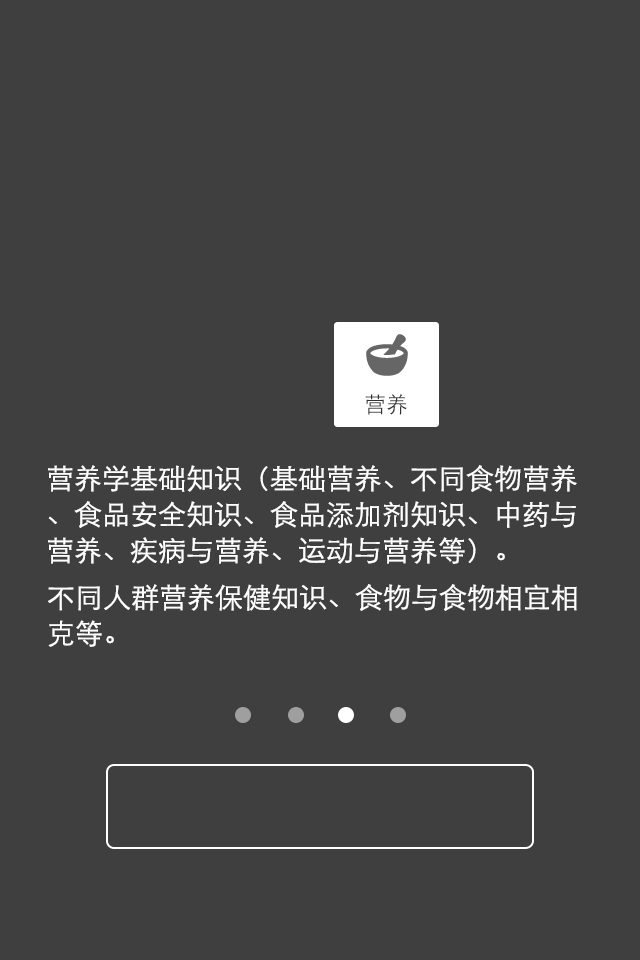 营养
营养学基础知识（基础营养、不同食物营养
、食品安全知识、食品添加剂知识、中药与
营养、疾病与营养、运动与营养等）。
不同人群营养保健知识、食物与食物相宜相
克等。